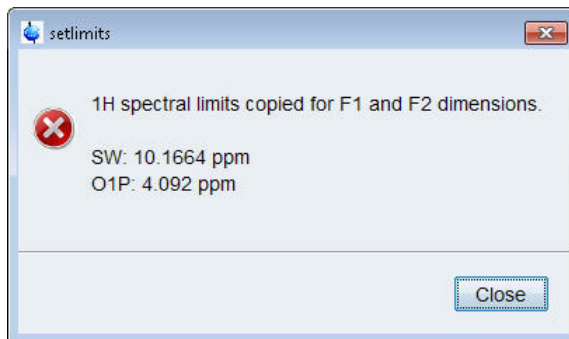 setlimits
1H spectral limits copied for F1 and F2 dimensions.
SW: 10.1664 ppm
O1P: 4.092 ppm
Close